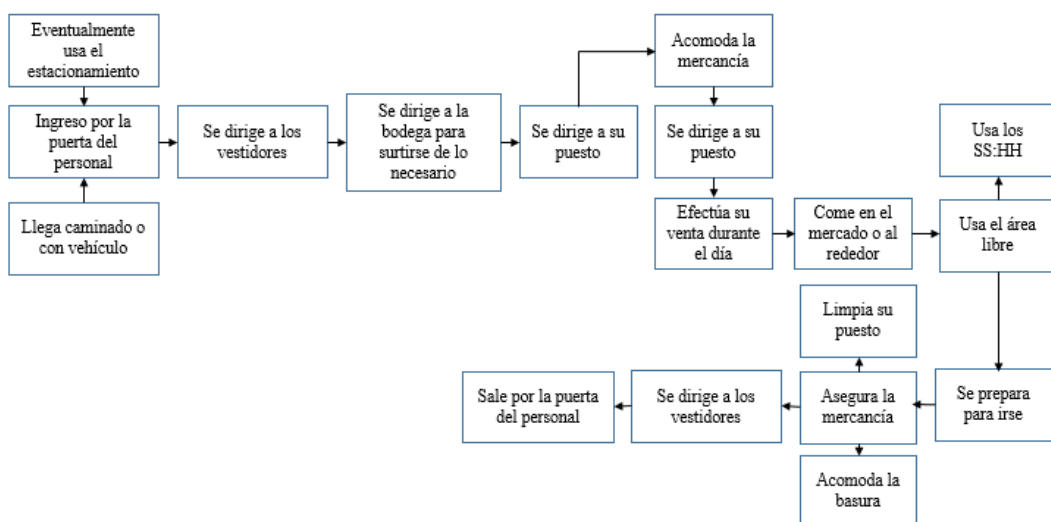 Eventualmente
usa el
estacionamiento
Ingreso por la
puerta del
personal
Llega caminado o
con vehículo
Se dirige a los
vestidores
Se dirige a la
bodega para
surtirse de lo
necesario
Se dirige a su
puesto
Acomoda la
mercancía
Se dirige a su
puesto
Efectúa su
venta durante
el día
Come en el
mercado o al
rededor
Usa los
SS:HH
Usa el área
libre
Se prepara
para irse
Limpia su
puesto
Asegura la
mercancía
Acomoda la
basura
Se dirige a los
vestidores
Sale por la puerta
del personal